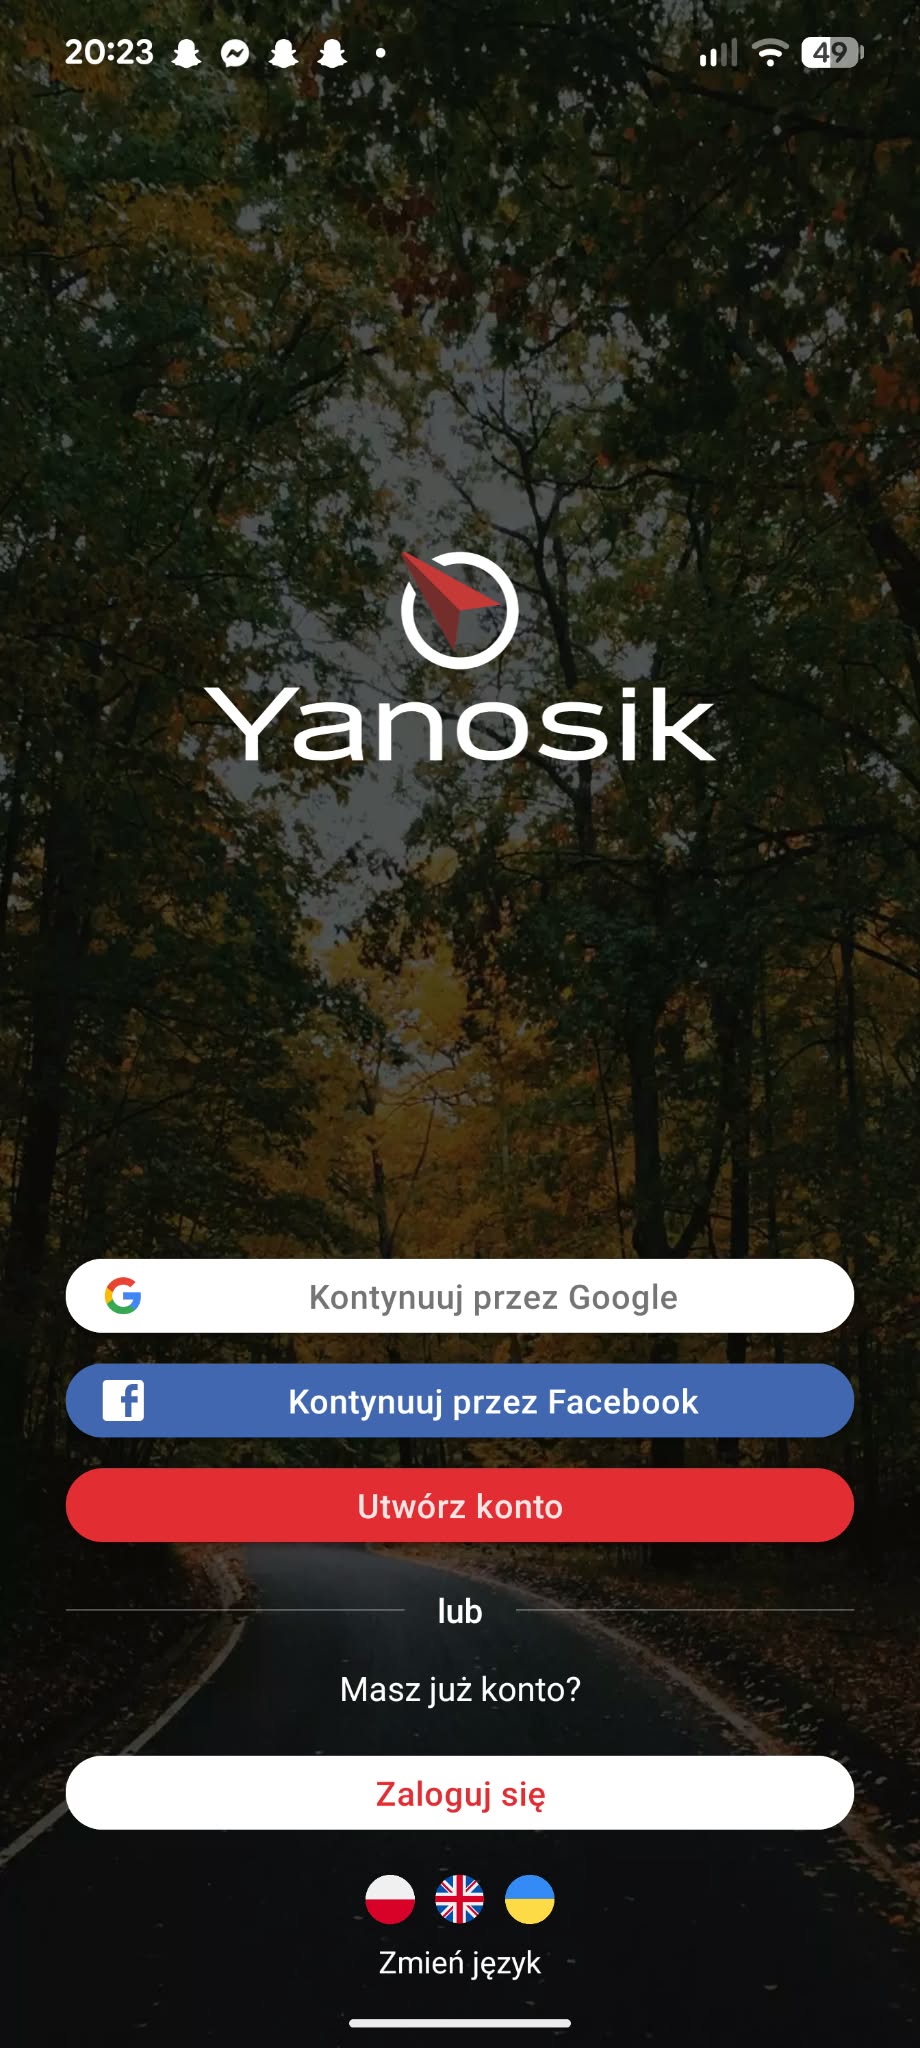 20:23
49
Yanosik
Kontynuuj przez Google
Kontynuuj przez Facebook
Utwórz konto
lub
Masz już konto?
Zaloguj się
Zmień język